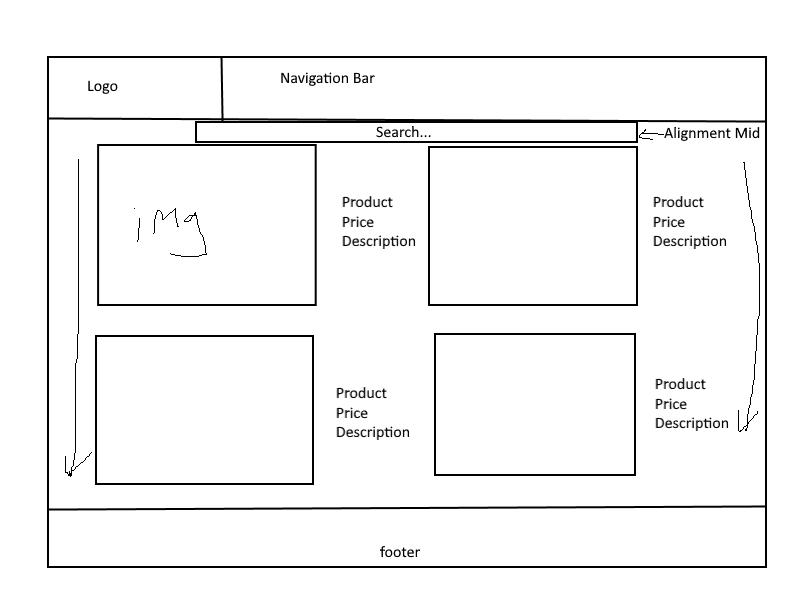 Logo
Navigation Bar
Search...
Alignment Mid
img
Product
Price
Description
Product
Price
Description
Product
Price
Description
Product
Price
Description
footer